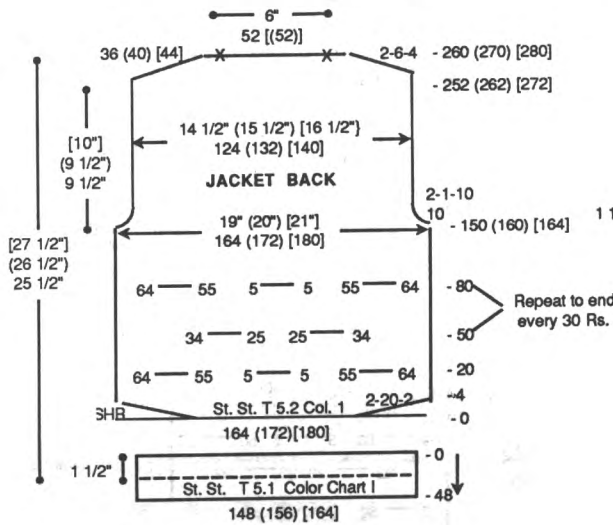 6"
52 [(52)]
36 (40) [44] X X 2-6-4 - 260 (270) [280]
- 252 (262) [272]
14 1/2" (15 1/2") [16 1/2"}
124 (132) [140]
[10"]
(9 1/2")
9 1/2"
JACKET BACK
2-1-10
10 - 150 (160) [164] 1 1
19" (20") [21"]
164 (172) [180]
[27 1/2"]
(26 1/2")
25 1/2"
64 — 55 5 — 5 55 — 64 - 80
Repeat to end
every 30 Rs.
34 — 25 25 — 34 - 50
64 — 55 5 — 5 55 — 64 - 20
2-20-2 - 4
SHR St. St. T 5.2 Col. 1 - 0
164 (172)[180]
- 0
1 1/2"
St. St. T 5.1 Color Chart I - 48
148 (156) [164]